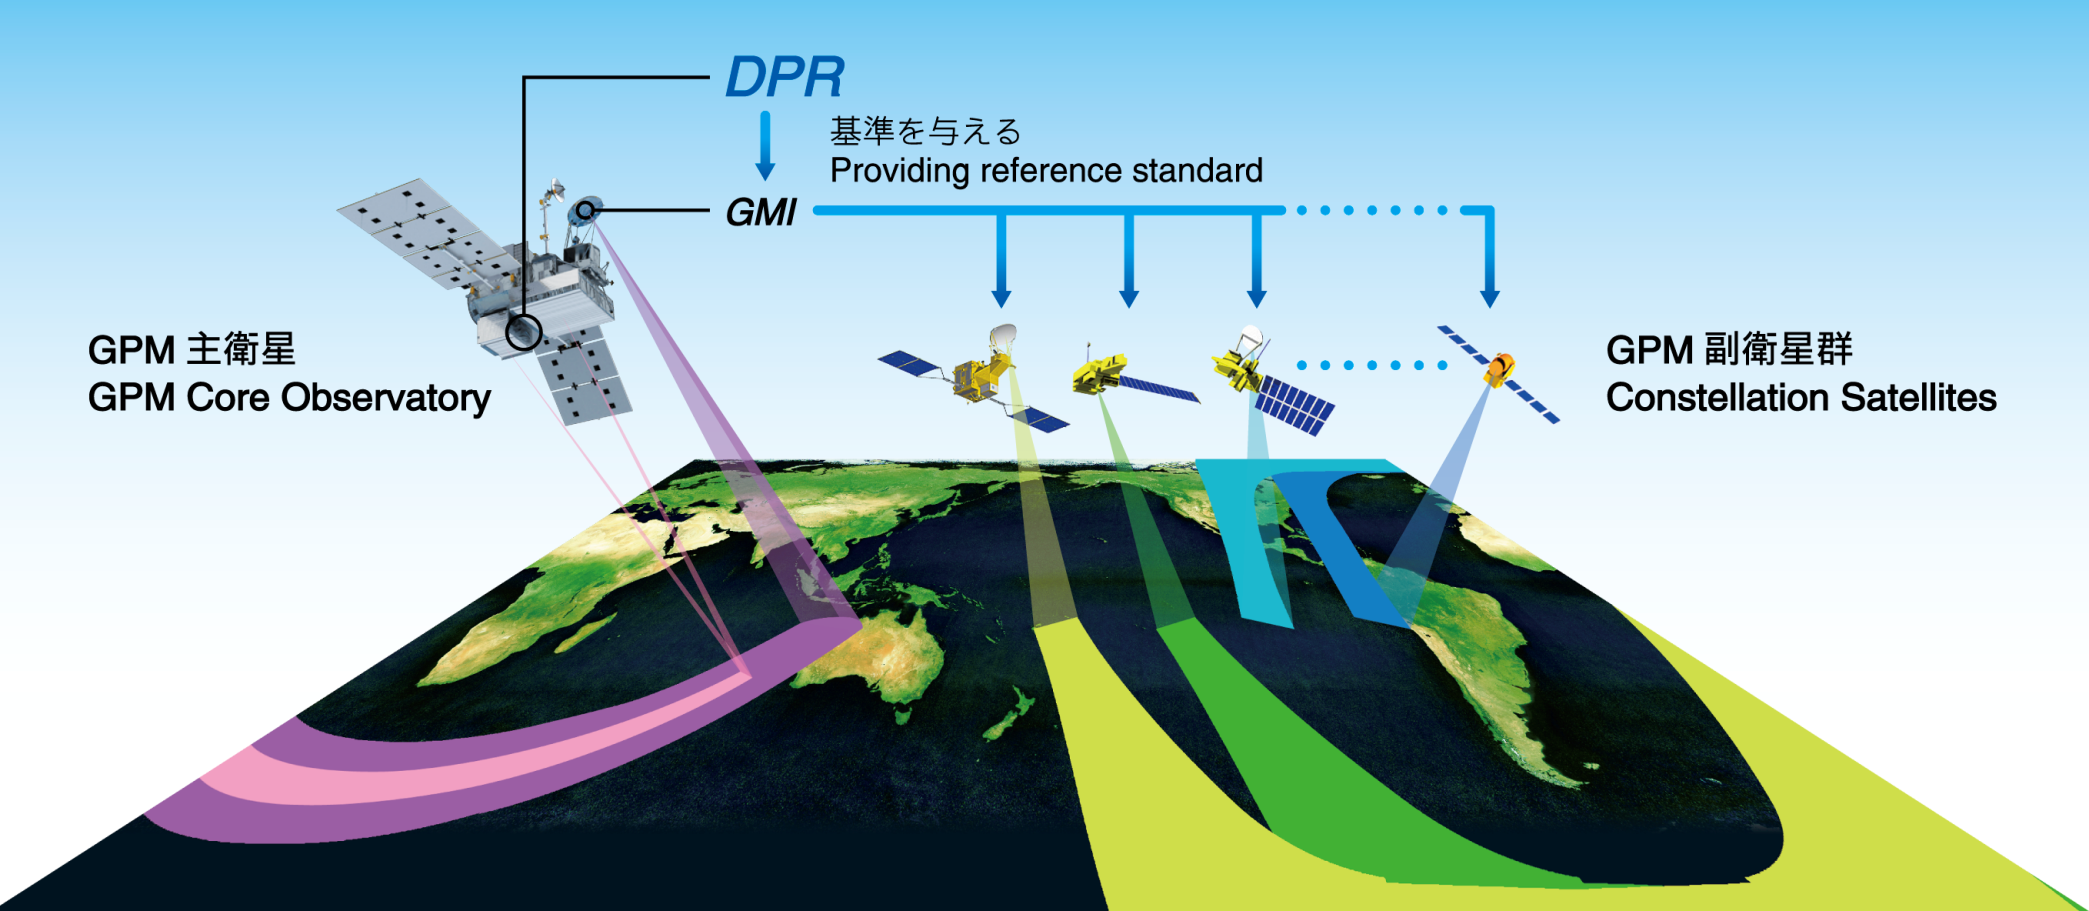 DPR
基準を与える
Providing reference standard
GMI
GPM 主衛星
GPM Core Observatory
GPM 副衛星群
Constellation Satellites